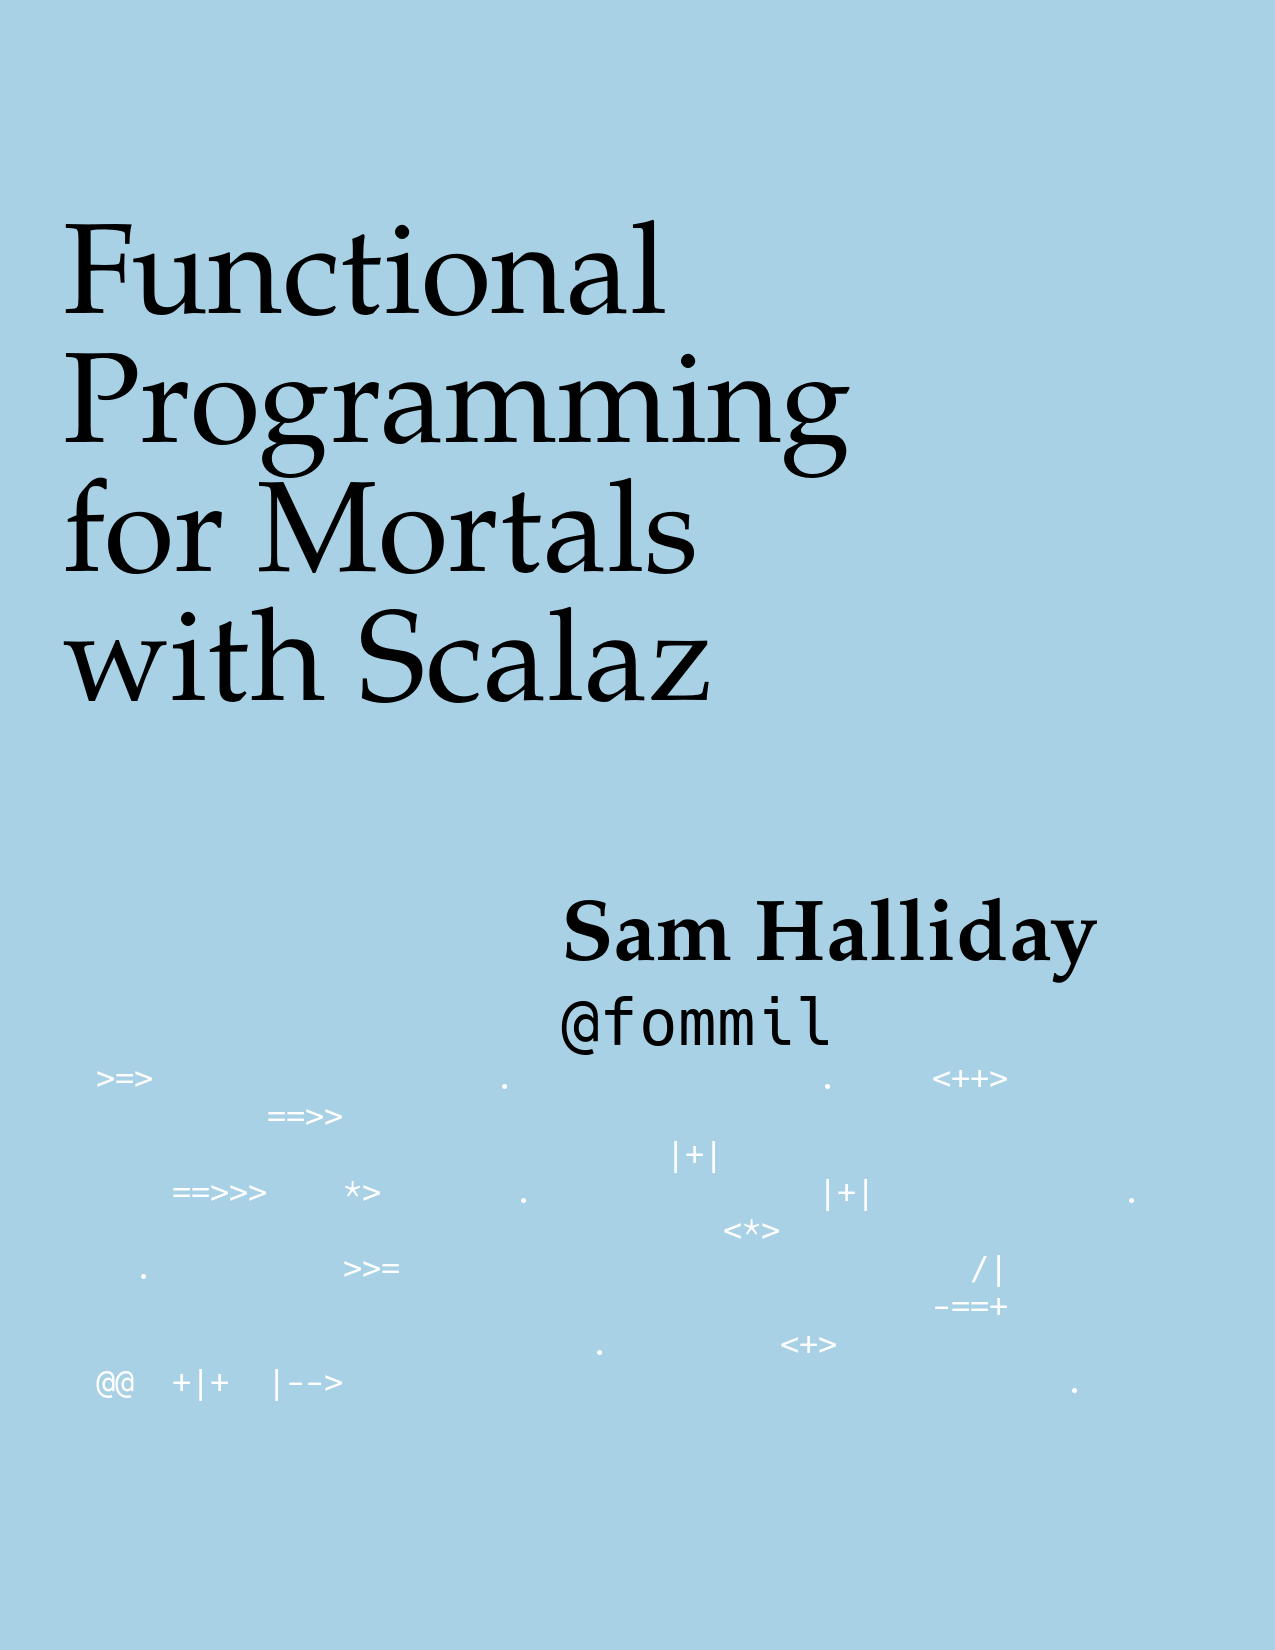 Functional
Programming
for Mortals
with Scalaz
Sam Halliday
@fommil
>=> . . <++>
==>>
|+|
==>>> *> . |+| .
<*>
. >>= /|
-==+
. <+>
@@ +|+ |--> .